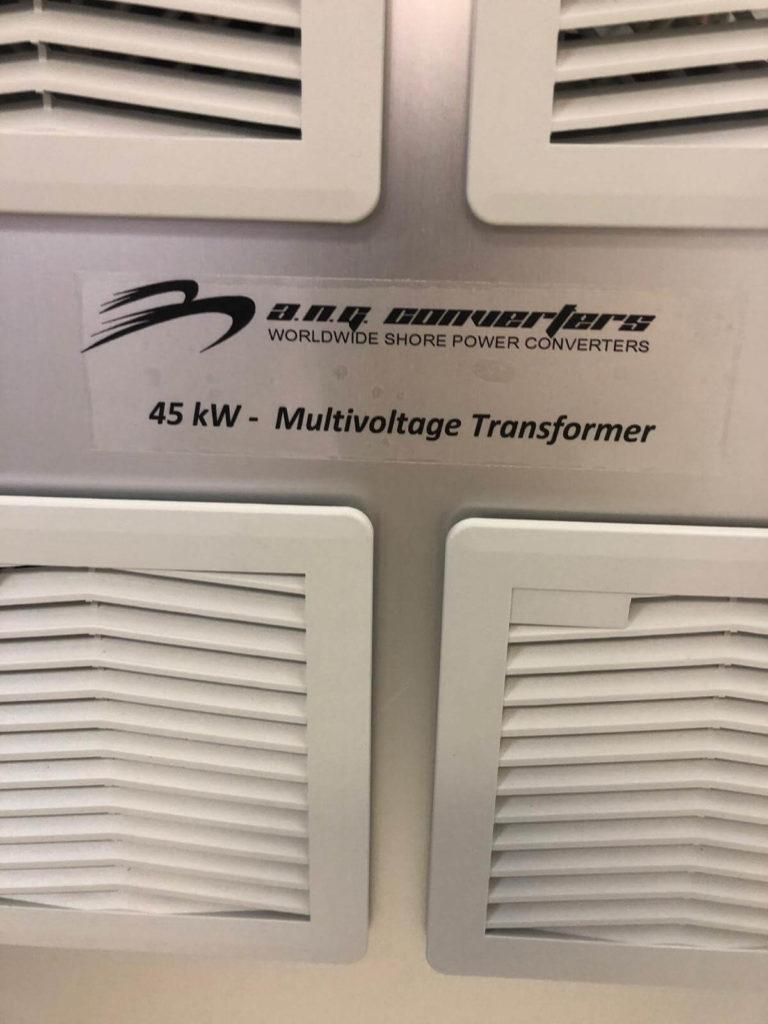 a.n.g. converters
WORLDWIDE SHORE POWER CONVERTERS
45 kW - Multivoltage Transformer